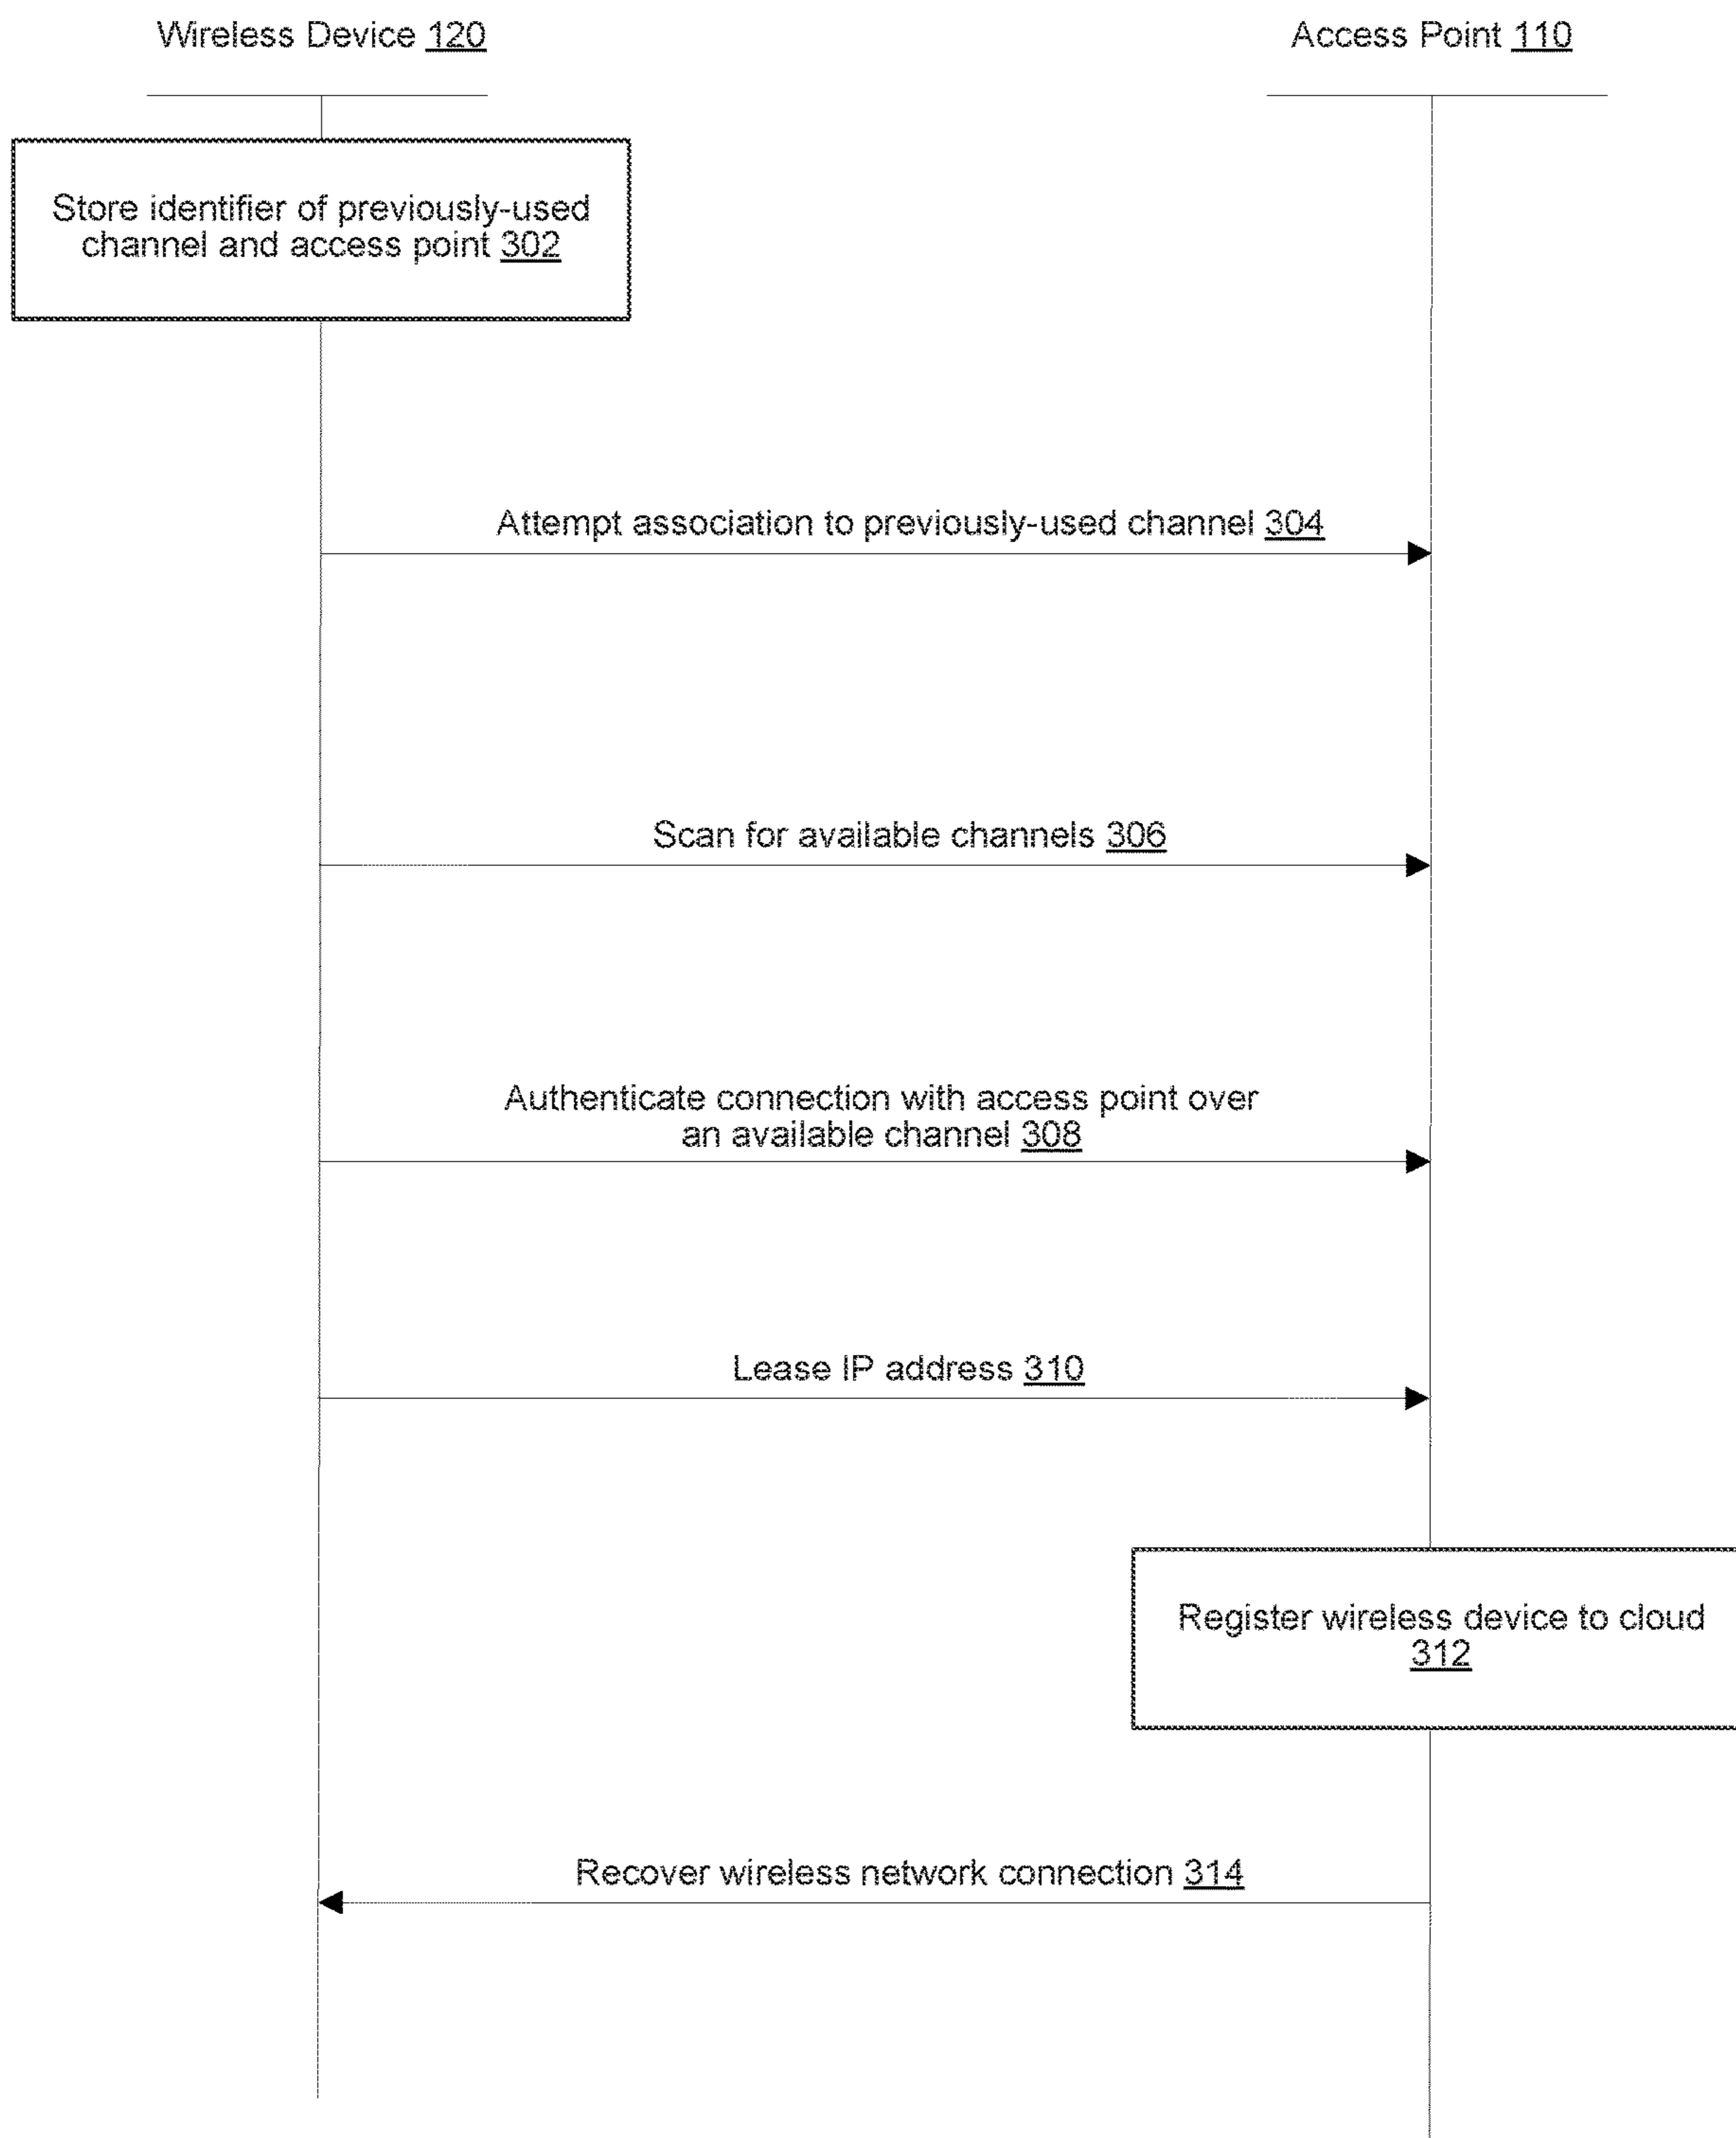 Wireless Device 120
Access Point 110
Store identifier of previously-used
channel and access point 302
Attempt association to previously-used channel 304
Scan for available channels 306
Authenticate connection with access point over
an available channel 308
Lease IP address 310
Register wireless device to cloud
312
Recover wireless network connection 314